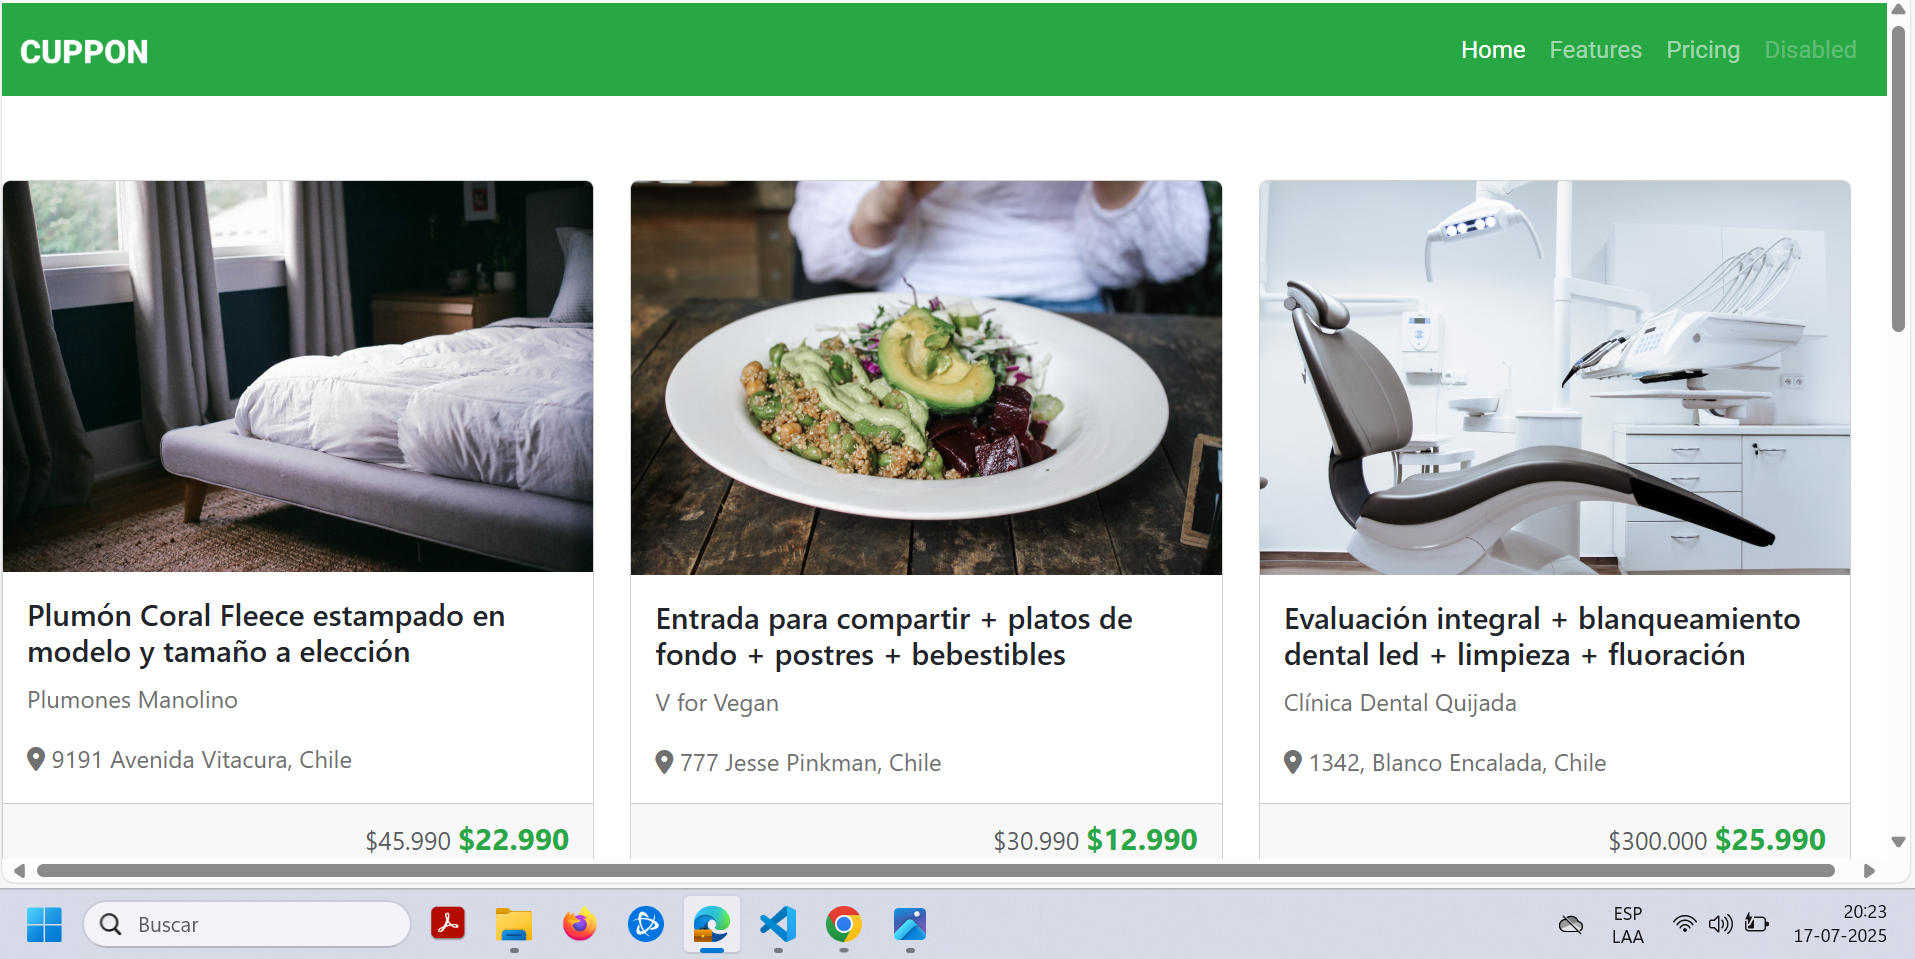 CUPPON
Home Features Pricing Disabled
Plumón Coral Fleece estampado en
modelo y tamaño a elección
Plumones Manolino
9191 Avenida Vitacura, Chile
$45.990 $22.990
Entrada para compartir + platos de
fondo + postres + bebestibles
V for Vegan
777 Jesse Pinkman, Chile
$30.990 $12.990
Evaluación integral + blanqueamiento
dental led + limpieza + fluoración
Clínica Dental Quijada
1342, Blanco Encalada, Chile
$300.000 $25.990
Buscar
ESP
LAA
20:23
17-07-2025